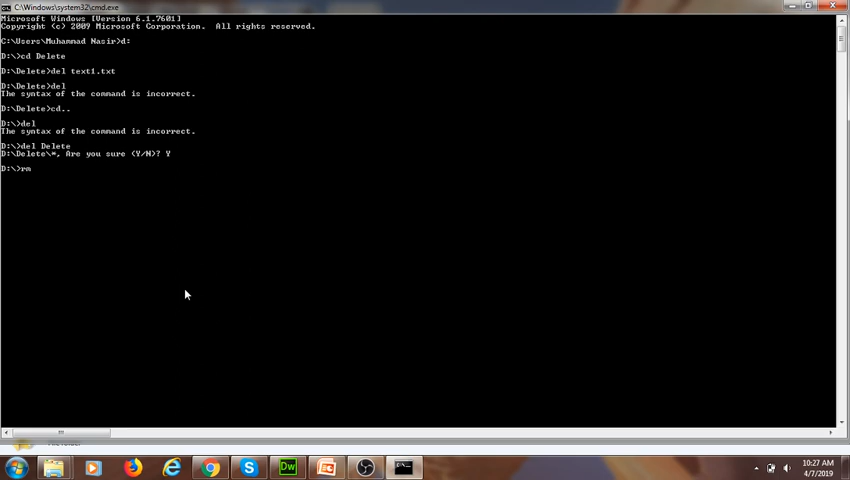 C:\Windows\system32\cmd.exe
Microsoft Windows [Version 6.1.7601]
Copyright (c) 2009 Microsoft Corporation.  All rights reserved.
C:\Users\Muhammad Nasir>d:
D:\>cd Delete
D:\Delete>del text1.txt
D:\Delete>del
The syntax of the command is incorrect.
D:\Delete>cd..
D:\>del
The syntax of the command is incorrect.
D:\>del Delete
D:\Delete\*, Are you sure (Y/N)? Y
D:\>rm
Dw
10:27 AM
4/7/2019